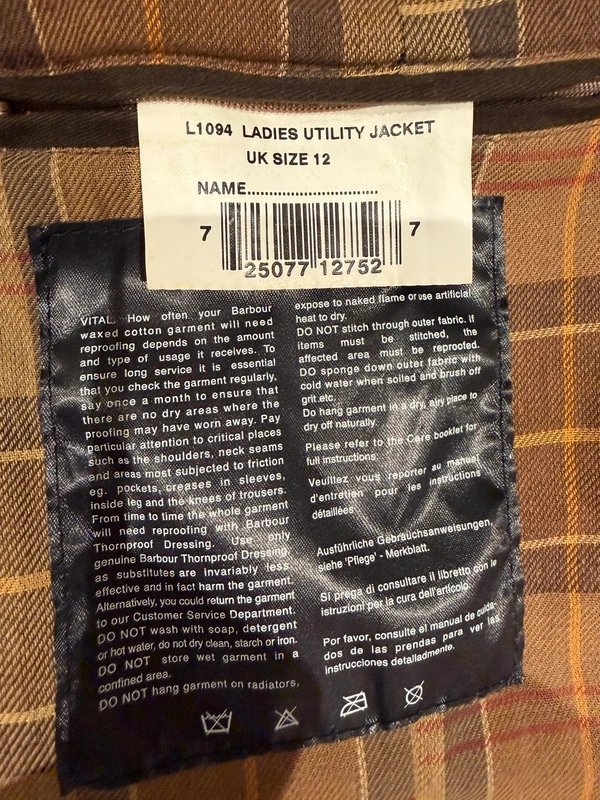 L1094 LADIES UTILITY JACKET
UK SIZE 12
NAME..............................
7 25077 12752 7
VITAL. How often your Barbour
waxed cotton garment will need
reproofing depends on the amount
and type of usage it receives. To
ensure long service it is essential
that you check the garment regularly,
say once a month to ensure that
there are no dry areas where the
proofing may have worn away. Pay
particular attention to critical places
such as the shoulders, neck seams
and areas most subjected to friction
eg. pockets, creases in sleeves,
inside leg and the knees of trousers.
From time to time the whole garment
will need reproofing with Barbour
Thornproof Dressing. Use only
genuine Barbour Thornproof Dressing,
as substitutes are invariably less
effective and in fact harm the garment.
Alternatively, you could return the garment
to our Customer Service Department.
DO NOT wash with soap, detergent
or hot water, do not dry clean, starch or iron.
DO NOT store wet garment in a
confined area.
DO NOT hang garment on radiators,
expose to naked flame or use artificial
heat to dry.
DO NOT stitch through outer fabric. If
items must be stitched, the
affected area must be reproofed.
DO sponge down outer fabric with
cold water when soiled and brush off
grit etc.
Do hang garment in a dry, airy place to
dry off naturally.
Please refer to the Care booklet for
full instructions.
Veuillez vous reporter au manuel
d'entretien pour les instructions
détaillées
Ausführliche Gebrauchsanweisungen,
siehe 'Pflege' - Merkblatt.
Si prega di consultare il libretto con le
istruzioni per la cura dell'articolo
Por favor, consulte el manual de cuida-
dos de las prendas para ver las
instrucciones detalladmente.